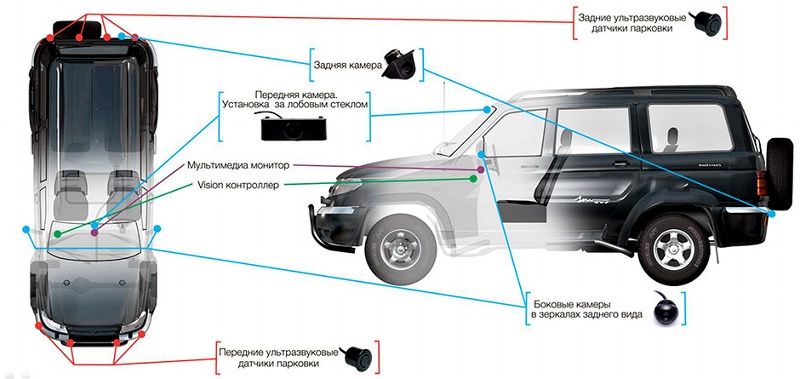 Задние ультразвуковые
датчики парковки
Задняя камера
Передняя камера.
Установка за лобовым стеклом
Мультимедиа монитор
Vision контроллер
Боковые камеры
в зеркалах заднего вида
Передние ультразвуковые
датчики парковки